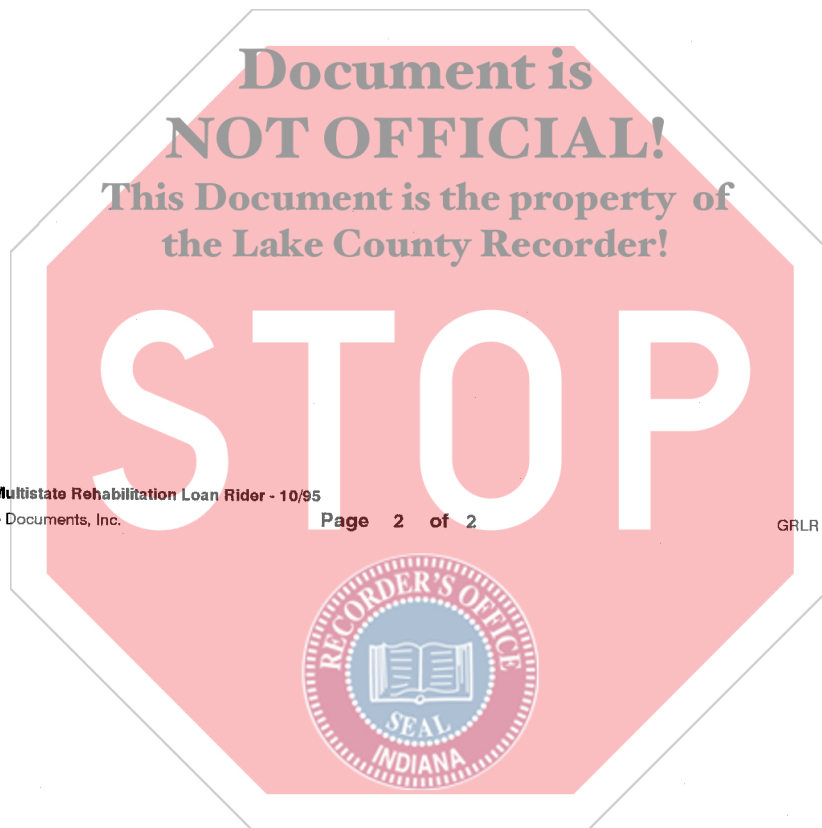 Document is
NOT OFFICIAL!
This Document is the property of
the Lake County Recorder!
STOP
Multistate Rehabilitation Loan Rider - 10/95
Documents, Inc.
Page 2 of 2
GRLR
RECORDER'S OFFICE
SEAL
INDIANA